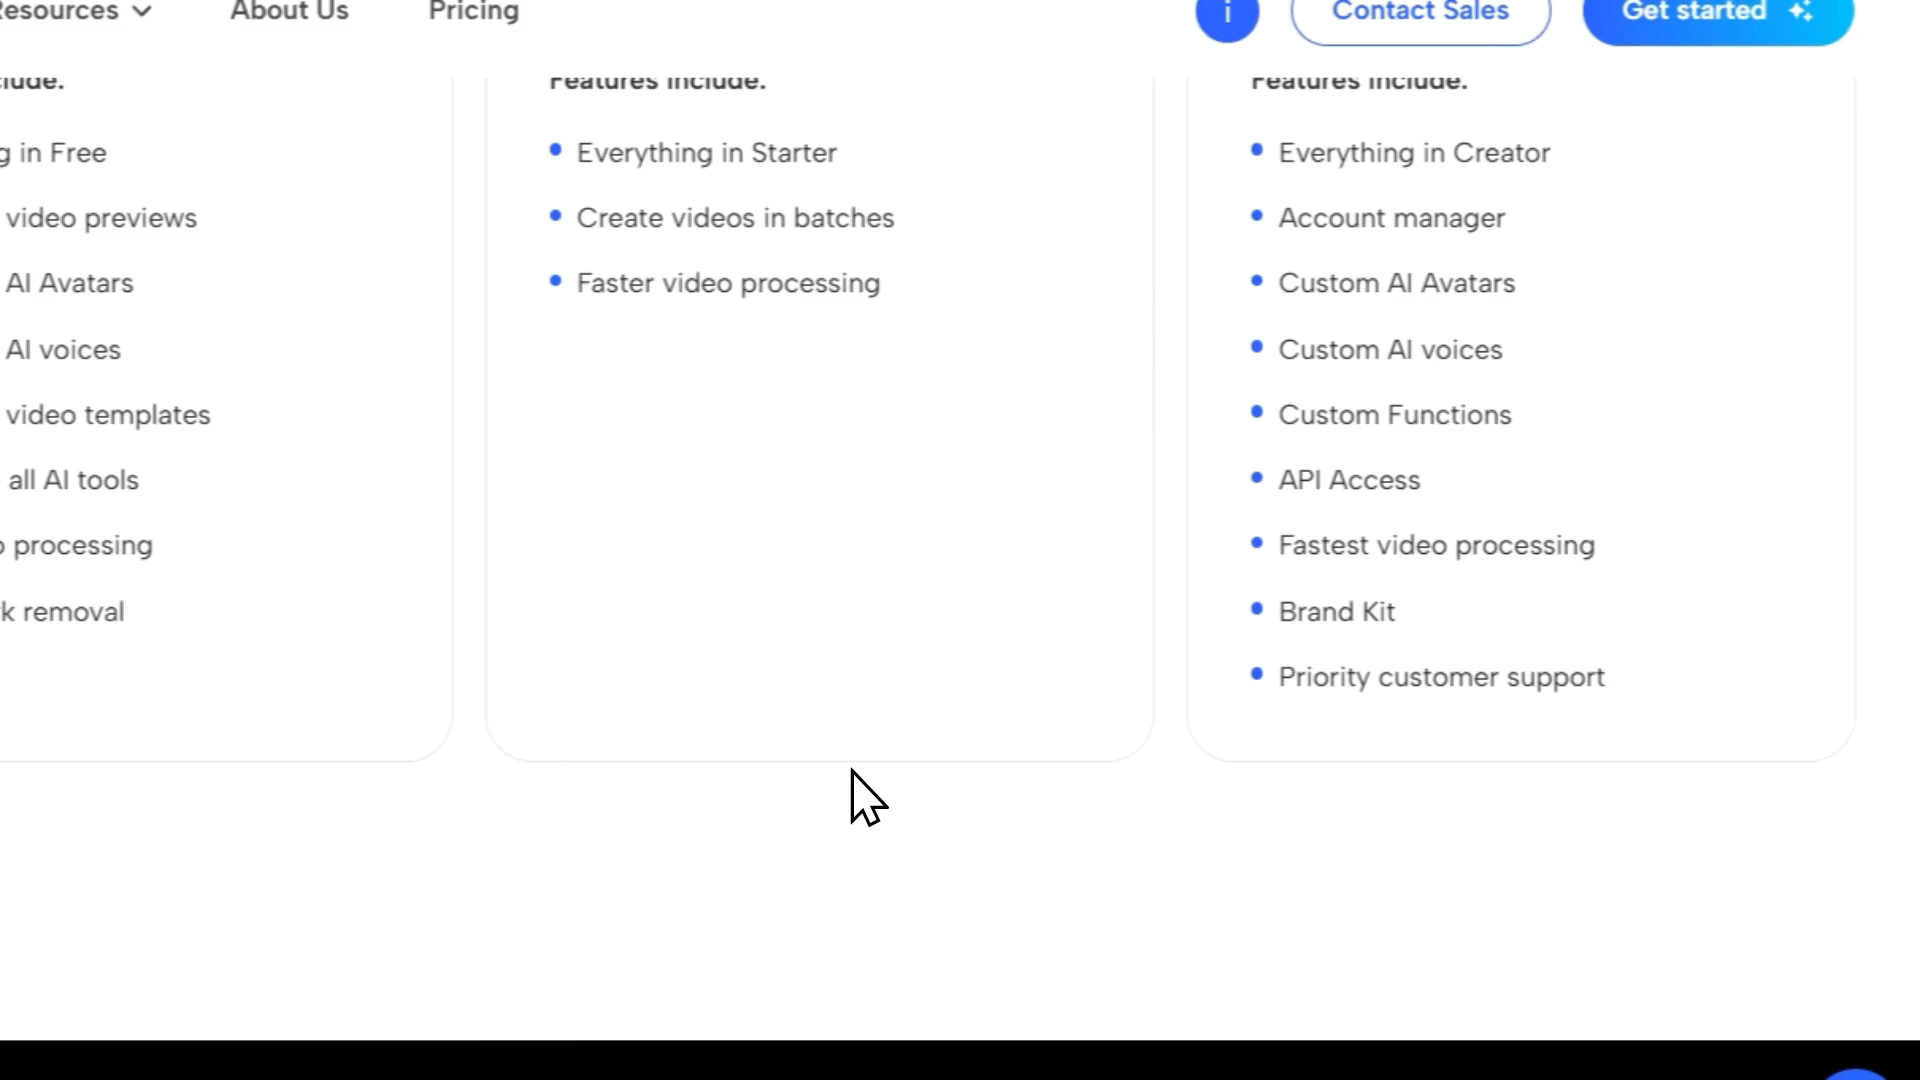 About Us
Pricing
i
Contact Sales
Get started
Features include:
Features include:
g in Free
video previews
AI Avatars
AI voices
video templates
all AI tools
processing
removal
Everything in Starter
Create videos in batches
Faster video processing
Everything in Creator
Account manager
Custom AI Avatars
Custom AI voices
Custom Functions
API Access
Fastest video processing
Brand Kit
Priority customer support